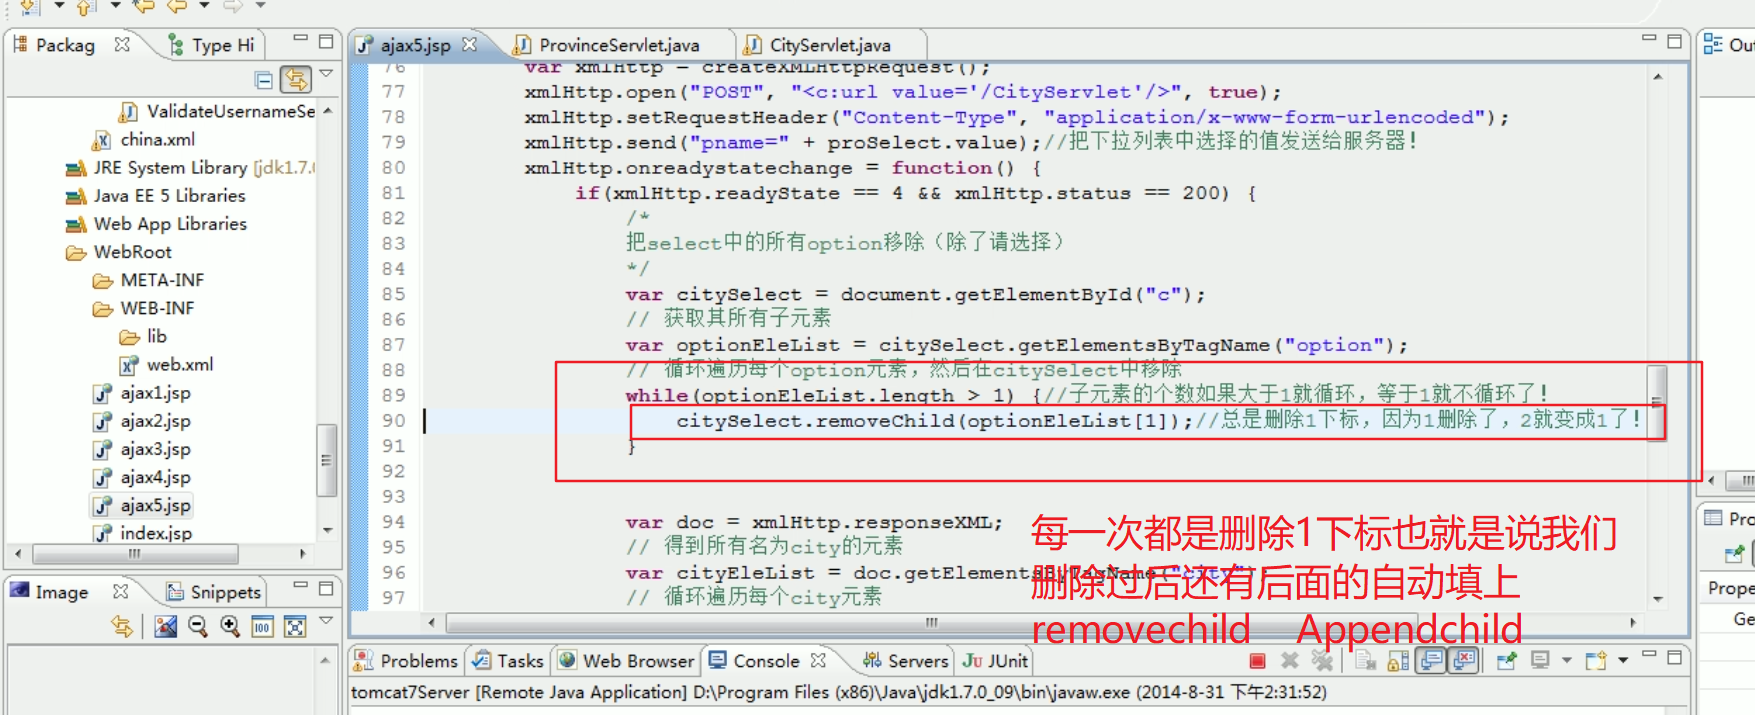 Packag
Type Hi
ajax5.jsp
ProvinceServlet.java
CityServlet.java
Out
ValidateUsernameSe
china.xml
JRE System Library [jdk1.7.0
Java EE 5 Libraries
Web App Libraries
WebRoot
META-INF
WEB-INF
lib
web.xml
ajax1.jsp
ajax2.jsp
ajax3.jsp
ajax4.jsp
ajax5.jsp
index.jsp
76 var xmlHttp = createXMLHttpRequest();
77 xmlHttp.open("POST", "<c:url value='/CityServlet'/>", true);
78 xmlHttp.setRequestHeader("Content-Type", "application/x-www-form-urlencoded");
79 xmlHttp.send("pname=" + proSelect.value);//把下拉列表中选择的值发送给服务器!
80 xmlHttp.onreadystatechange = function() {
81 if(xmlHttp.readyState == 4 && xmlHttp.status == 200) {
82 /*
83 把select中的所有option移除（除了请选择）
84 */
85 var citySelect = document.getElementById("c");
86 // 获取其所有子元素
87 var optionEleList = citySelect.getElementsByTagName("option");
88 // 循环遍历每个option元素，然后在citySelect中移除
89 while(optionEleList.length > 1) {//子元素的个数如果大于1就循环，等于1就不循环了!
90 citySelect.removeChild(optionEleList[1]);//总是删除1下标，因为1删除了，2就变成1了!
91 }
92
93
94 var doc = xmlHttp.responseXML;
95 // 得到所有名为city的元素
96 var cityEleList = doc.getElementsByTagName("city");
97 // 循环遍历每个city元素
每一次都是删除1下标也就是说我们
删除过后还有后面的自动填上
removechild Appendchild
Pro
Prope
Ge
Image
Snippets
Problems
Tasks
Web Browser
Console
Servers
JUnit
tomcat7Server [Remote Java Application] D:\Program Files (x86)\Java\jdk1.7.0_09\bin\javaw.exe (2014-8-31 下午2:31:52)